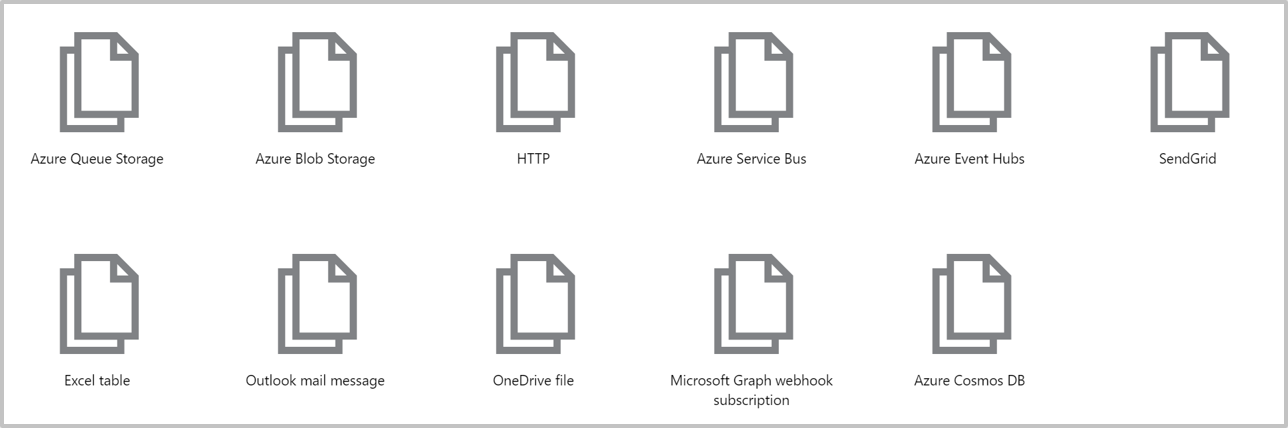 Azure Queue Storage
Azure Blob Storage
HTTP
Azure Service Bus
Azure Event Hubs
SendGrid
Excel table
Outlook mail message
OneDrive file
Microsoft Graph webhook
subscription
Azure Cosmos DB